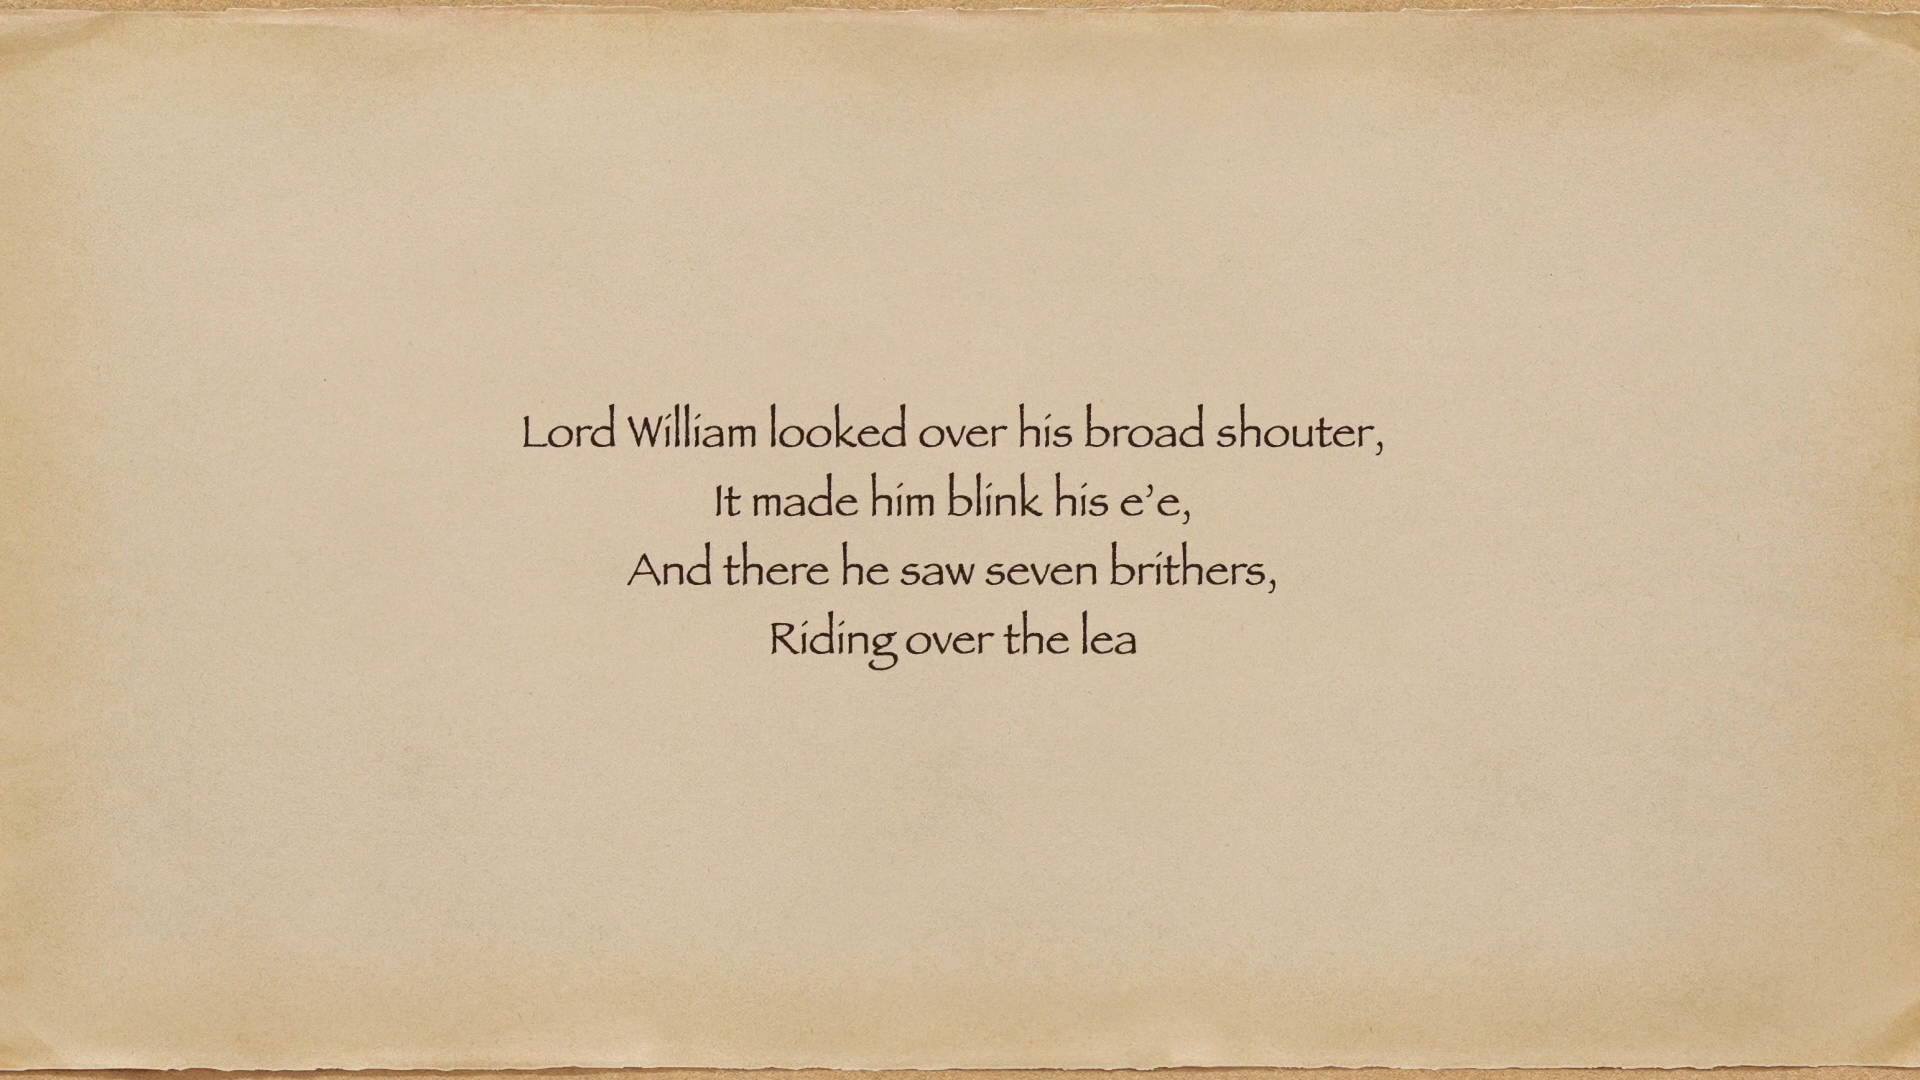 Lord William looked over his broad shouter,
It made him blink his e’e,
And there he saw seven brithers,
Riding over the lea